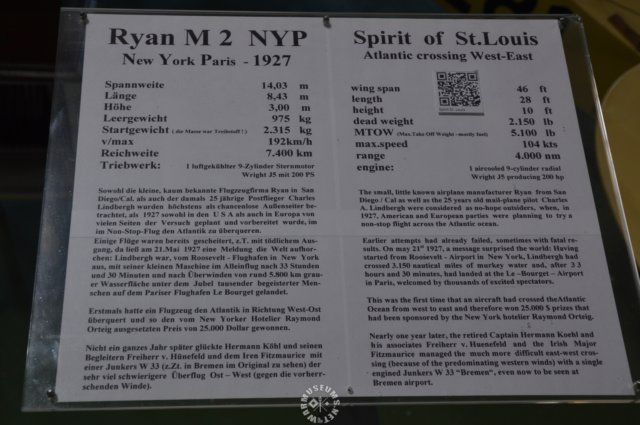 Ryan M 2 NYP
New York Paris - 1927
Spannweite 14,03 m
Länge 8,43 m
Höhe 3,00 m
Leergewicht 975 kg
Startgewicht ( die Masse war Treibstoff ! ) 2.315 kg
v/max 192km/h
Reichweite 7.400 km
Triebwerk: 1 luftgekühlter 9-Zylinder Sternmotor
Wright J5 mit 200 PS
Sowohl die kleine, kaum bekannte Flugzeugfirma Ryan in San
Diego/Cal. als auch der damals 25 jährige Postflieger Charles
Lindbergh wurden höchstens als chancenlose Außenseiter be-
trachtet, als 1927 sowohl in den U S A als auch in Europa von
vielen Seiten der Versuch geplant und vorbereitet wurde, im
im Non-Stop-Flug den Atlantik zu überqueren.
Einige Flüge waren bereits gescheitert, z.T. mit tödlichem Aus-
gang, da ließ am 21.Mai 1927 eine Meldung die Welt aufhor-
chen: Lindbergh war, vom Roosevelt - Flughafen in New York
aus, mit seiner kleinen Maschine im Alleinflug nach 33 Stunden
und 30 Minuten und nach Überwinden von rund 5.800 km grau-
er Wasserfläche unter dem Jubel tausender begeisterter Men-
schen auf dem Pariser Flughafen Le Bourget gelandet.
Erstmals hatte ein Flugzeug den Atlantik in Richtung West-Ost
überquert und so den vom New Yorker Hotelier Raymond
Orteig ausgesetzten Preis von 25.000 Dollar gewonnen.
Nicht ein ganzes Jahr später glückte Hermann Köhl und seinen
Begleitern Freiherr v. Hünefeld und dem Iren Fitzmaurice mit
einer Junkers W 33 (z.Zt. in Bremen im Original zu sehen) der
sehr viel schwierigere Überflug Ost – West (gegen die vorherr-
schenden Winde).
Spirit of St.Louis
Atlantic crossing West-East
Spirit St. Louis
wing span 46 ft
length 28 ft
height 10 ft
dead weight 2.150 lb
MTOW (Max.Take Off Weight - mostly fuel) 5.100 lb
max.speed 104 kts
range 4.000 nm
engine: 1 aircooled 9-cylinder radial
Wright J5 producing 200 hp
The small, little known airplane manufacturer Ryan from San
Diego / Cal as well as the 25 years old mail-plane pilot Charles
A. Lindbergh were considered as no-hope outsiders, when, in
1927, American and European parties were planning to try a
non-stop flight across the Atlantic ocean.
Earlier attempts had already failed, sometimes with fatal re-
sults. On may 21st 1927, a message surprised the world: Having
started from Roosevelt - Airport in New York, Lindbergh had
crossed 3.150 nautical miles of murkey water and, after 3 3
hours and 30 minutes, had landed at the Le –Bourget – Airport
in Paris, welcomed by thousands of excited spectators.
This was the first time that an aircraft had crossed theAtlantic
Ocean from west to east and therefore won 25.000 $ prizes that
had been sponsored by the New York hotelier Raymond Orteig.
Nearly one year later, the retired Captain Hermann Koehl and
his associates Freiherr v. Huenefeld and the Irish Major
Fitzmaurice managed the much more difficult east-west cros-
sing (because of the predominating western winds) with a single
engined Junkers W 33 "Bremen", even now to be seen at
Bremen airport.
WARMUSEUMS.NET